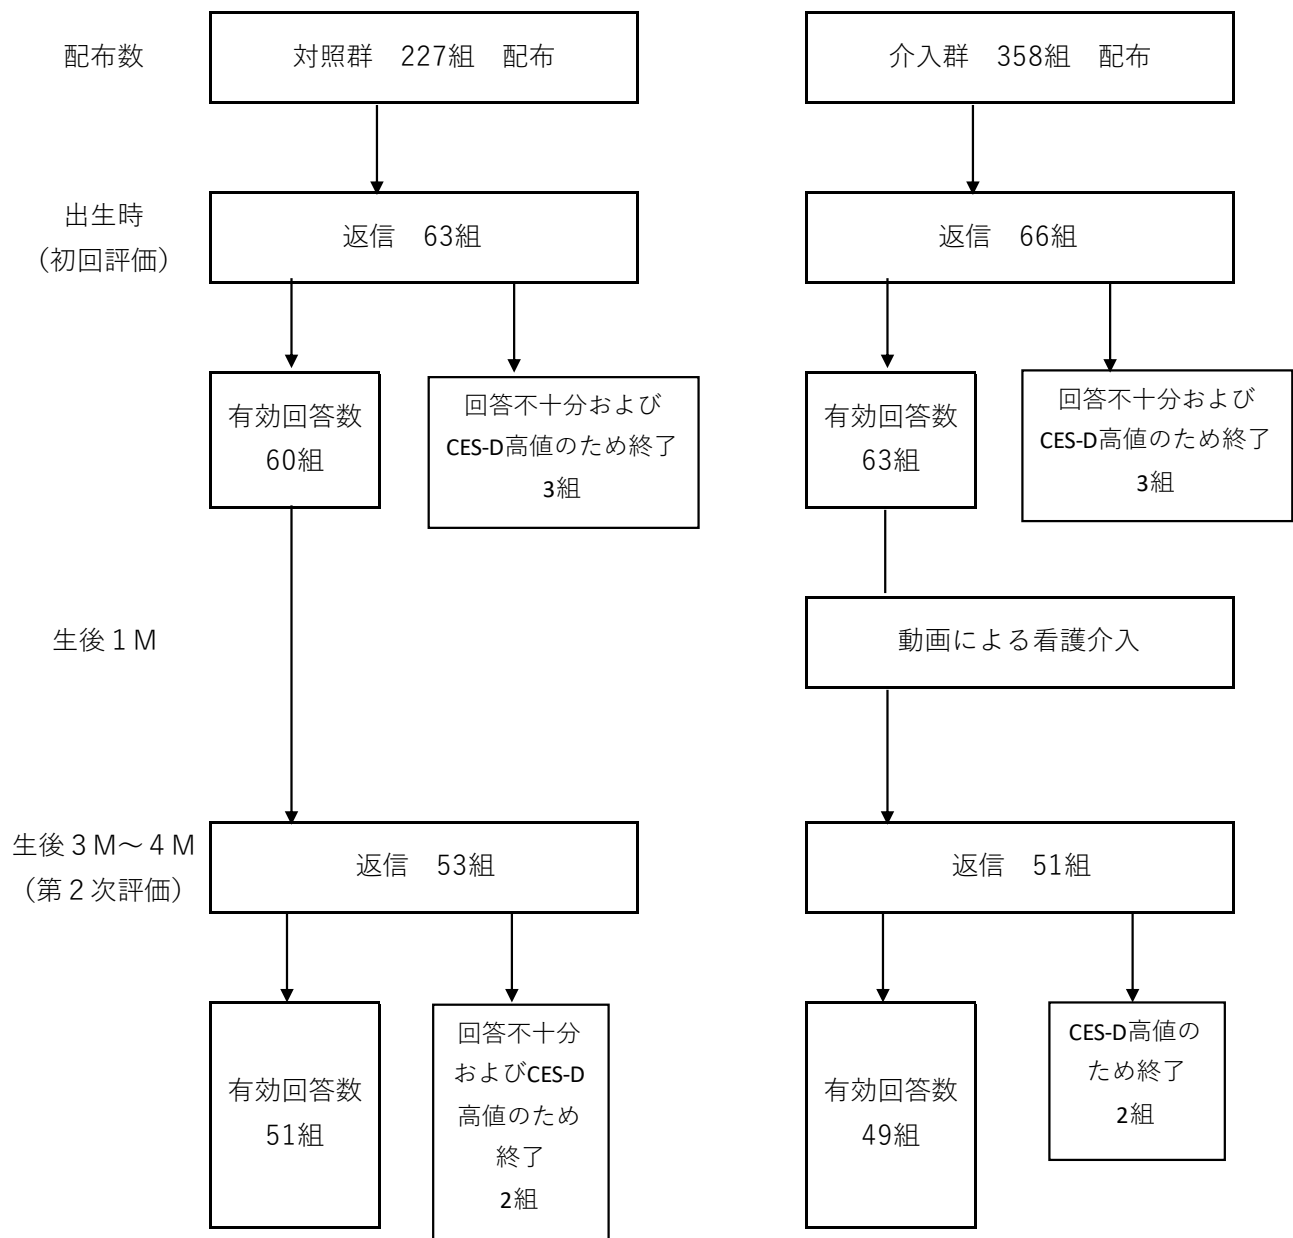 配布数
対照群　227組　配布
介入群　358組　配布
出生時
（初回評価）
返信　63組
返信　66組
有効回答数
60組
回答不十分および
CES-D高値のため終了
3組
有効回答数
63組
回答不十分および
CES-D高値のため終了
3組
生後１Ｍ
動画による看護介入
生後３Ｍ～４Ｍ
（第２次評価）
返信　53組
返信　51組
有効回答数
51組
回答不十分
およびCES-D
高値のため
終了
2組
有効回答数
49組
CES-D高値の
ため終了
2組